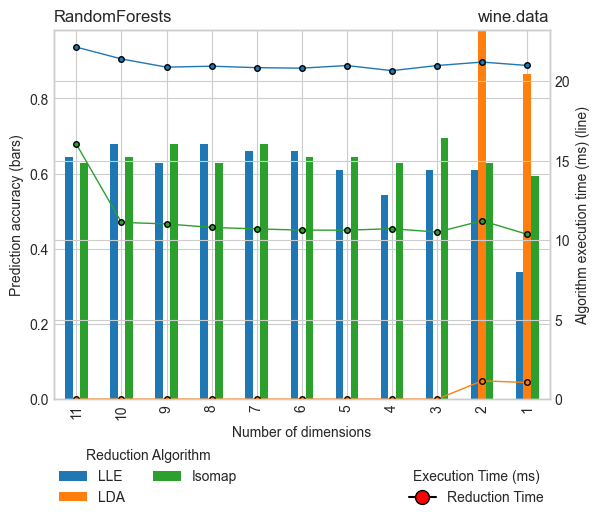 RandomForests
wine.data
Prediction accuracy (bars)
0.8
0.6
0.4
0.2
0.0
20
15
10
5
0
Algorithm execution time (ms) (line)
11 10 9 8 7 6 5 4 3 2 1
Number of dimensions
Reduction Algorithm
LLE
LDA
Isomap
Execution Time (ms)
Reduction Time